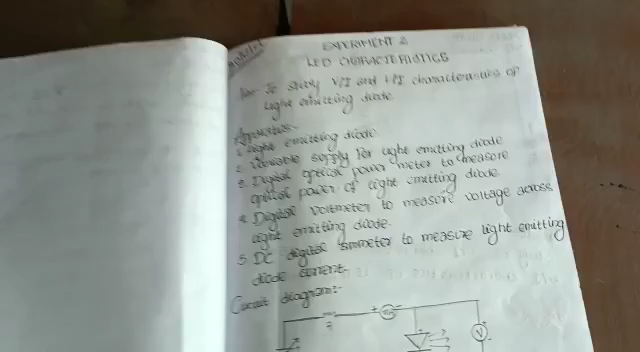 EXPERIMENT 2
LED CHARACTERISTICS
Aim- To study V/I and P/I characteristics of
light emitting diode.
Apparatus:-
1. Light emitting diode.
2. Variable supply for light emitting diode
3. Digital optical power meter to measure
optical power of light emitting diode.
4. Digital voltmeter to measure voltage across
light emitting diode.
5. DC digital ammeter to measure light emitting
diode current-
Circuit diagram:-
+ -
V